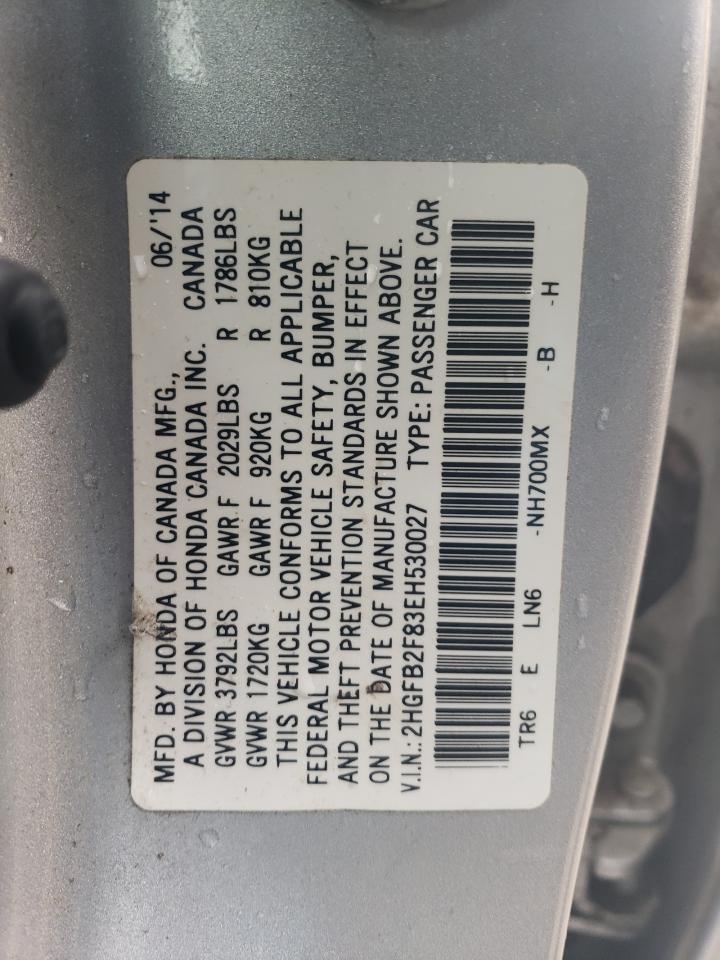 MFD. BY HONDA OF CANADA MFG., 06/'14
A DIVISION OF HONDA CANADA INC. CANADA
GVWR 3792LBS GAWR F 2029LBS R 1786LBS
GVWR 1720KG GAWR F 920KG R 810KG
THIS VEHICLE CONFORMS TO ALL APPLICABLE
FEDERAL MOTOR VEHICLE SAFETY, BUMPER,
AND THEFT PREVENTION STANDARDS IN EFFECT
ON THE DATE OF MANUFACTURE SHOWN ABOVE.
V.I.N.: 2HGFB2F83EH530027 TYPE: PASSENGER CAR
TR6 E LN6 -NH700MX -B -H